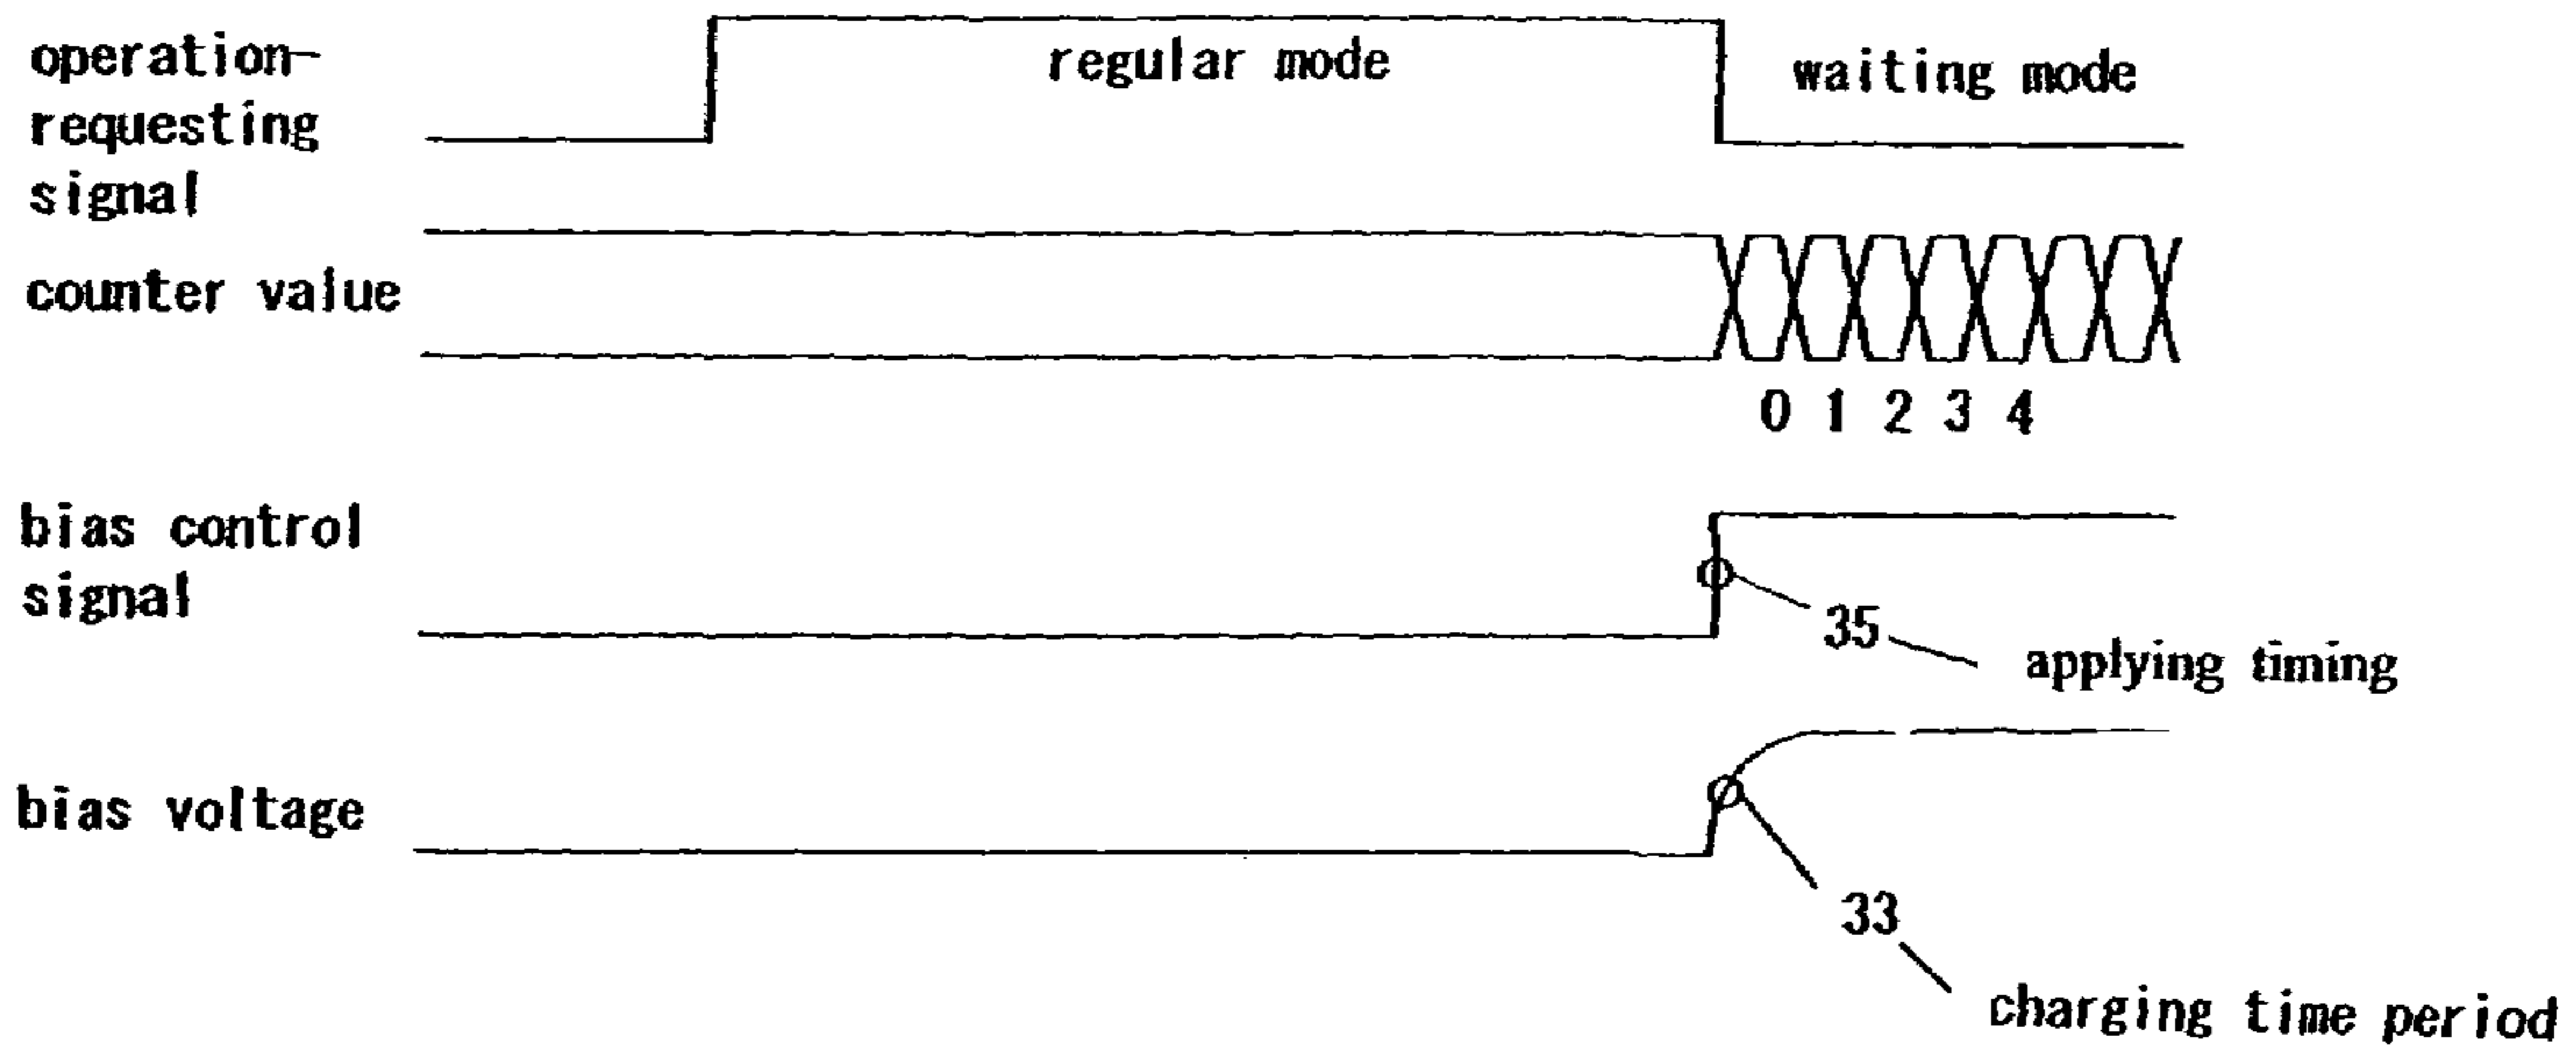 operation-
requesting
signal
regular mode
waiting mode
counter value
0 1 2 3 4
bias control
signal
35
applying timing
bias voltage
33
charging time period